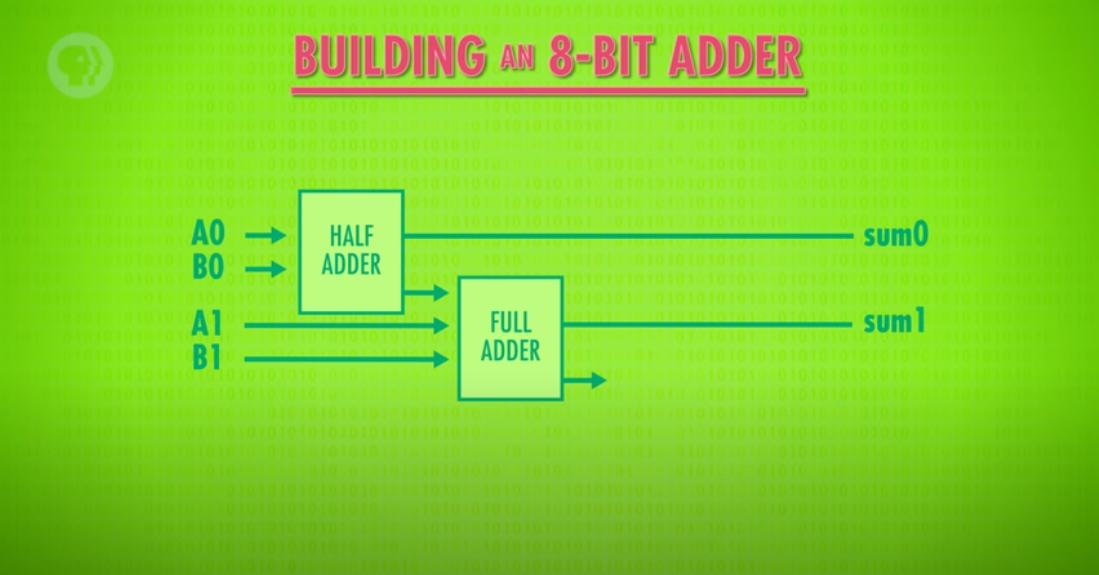 BUILDING AN 8-BIT ADDER
A0
B0
HALF
ADDER
sum0
A1
B1
FULL
ADDER
sum1